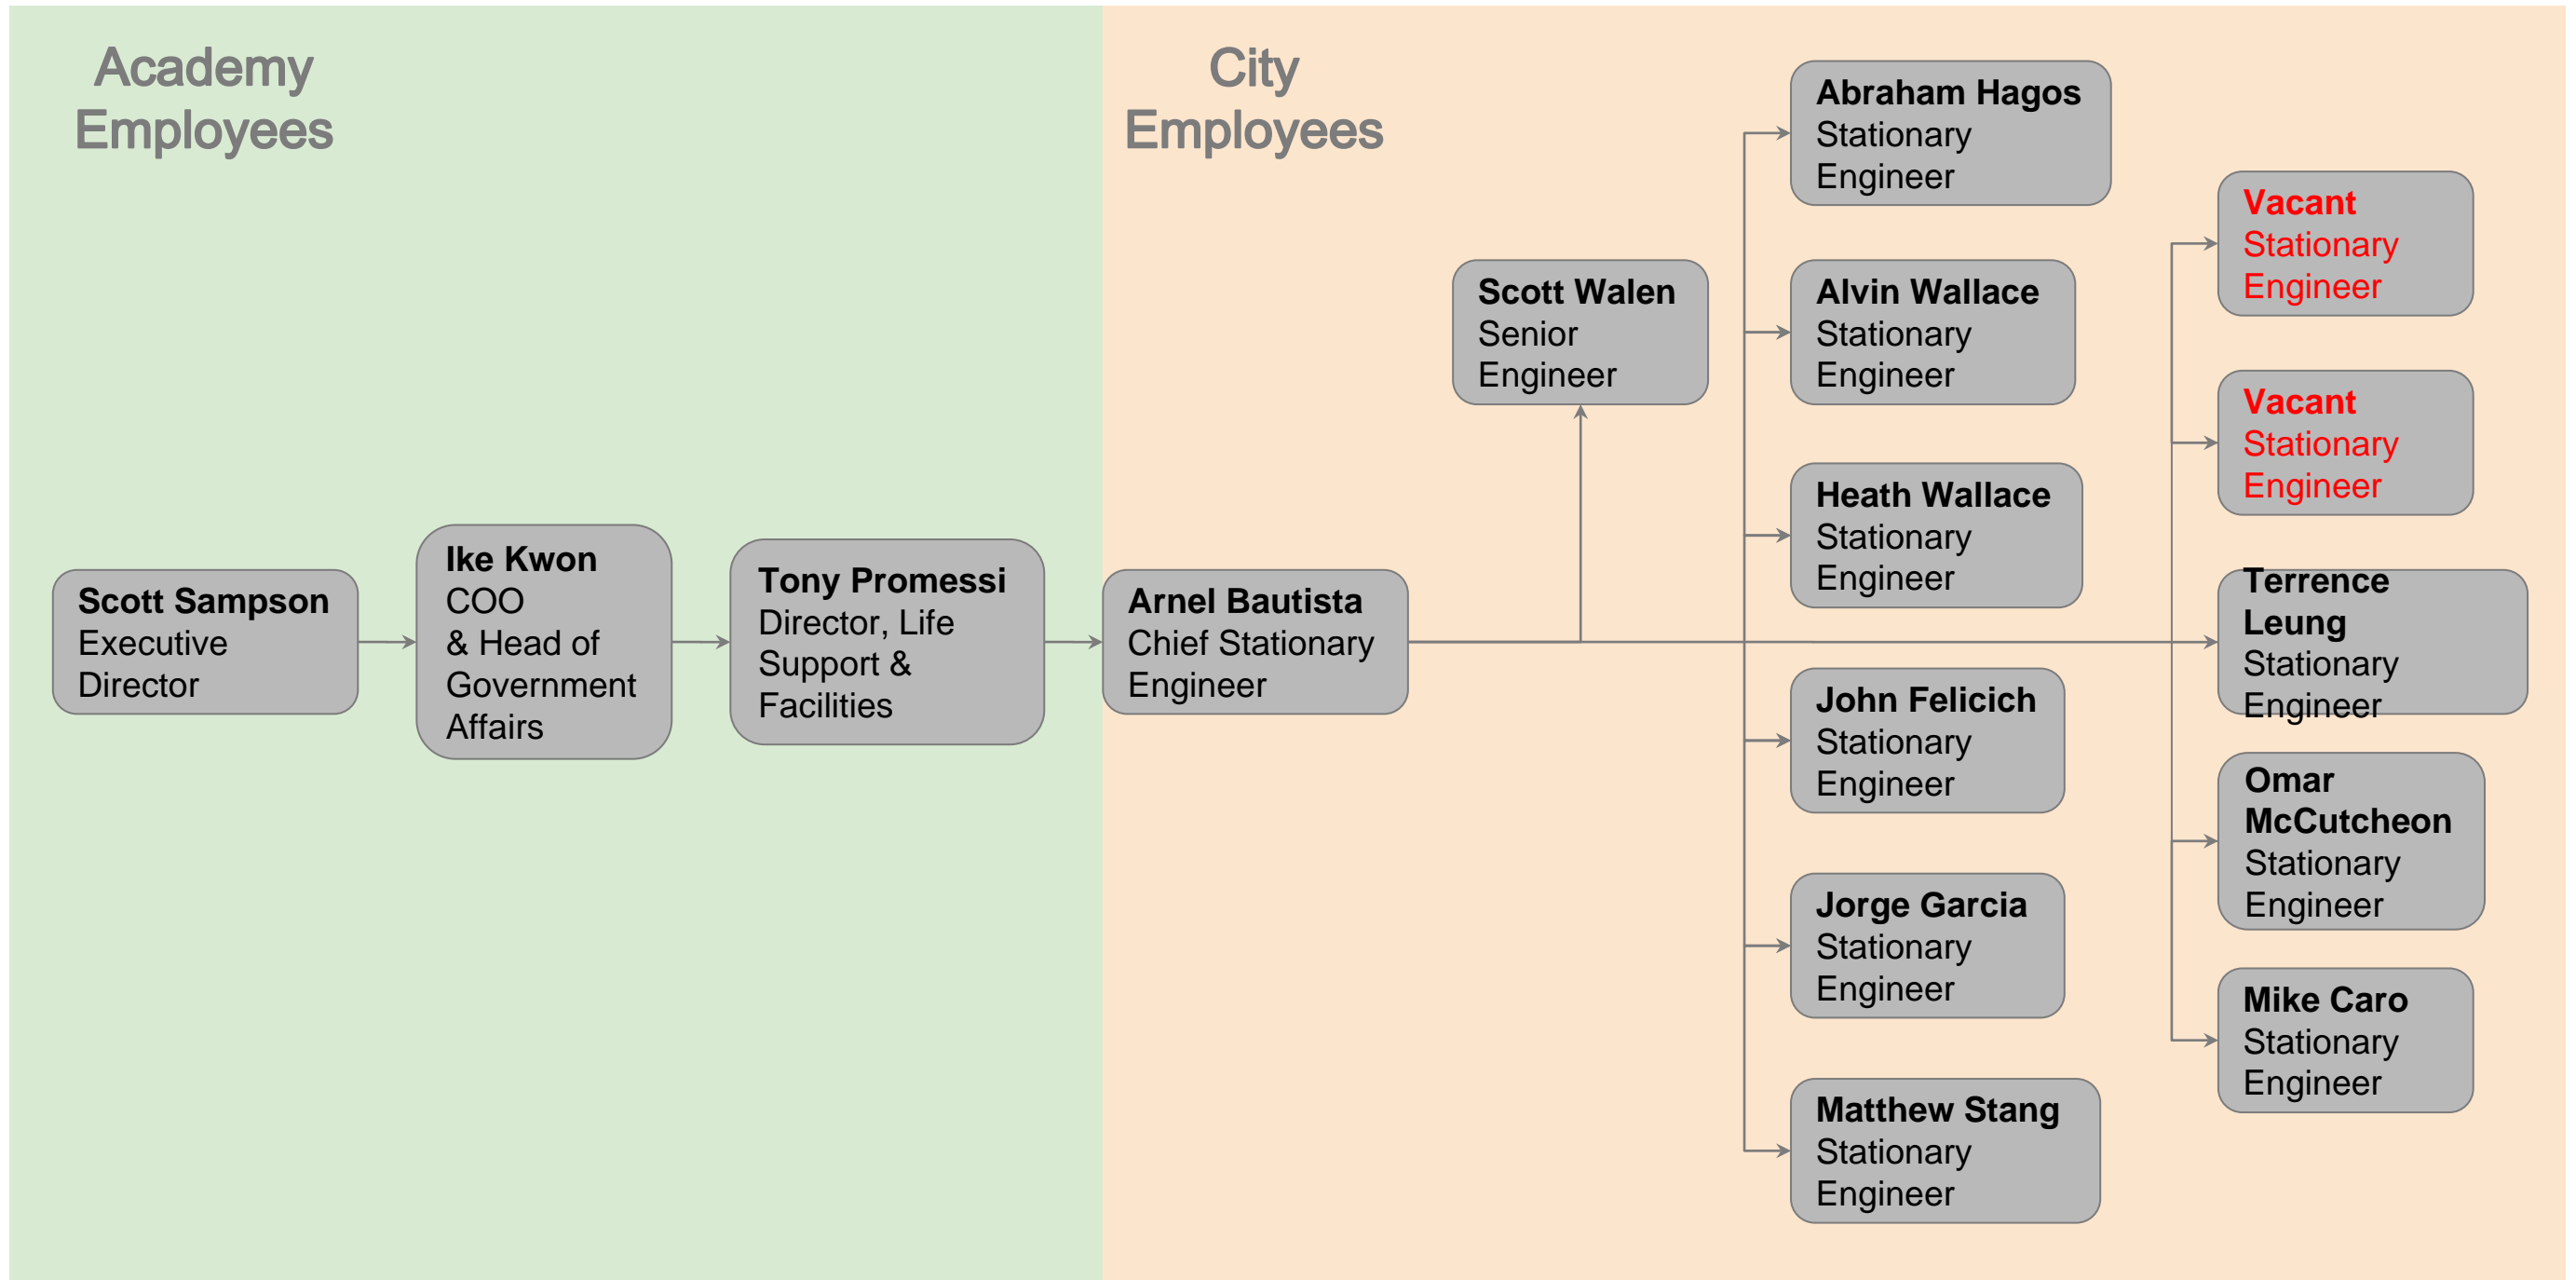 Academy
Employees
City
Employees
Scott Sampson
Executive
Director
Ike Kwon
COO
& Head of
Government
Affairs
Tony Promessi
Director, Life
Support &
Facilities
Arnel Bautista
Chief Stationary
Engineer
Scott Walen
Senior
Engineer
Abraham Hagos
Stationary
Engineer
Alvin Wallace
Stationary
Engineer
Heath Wallace
Stationary
Engineer
John Felicich
Stationary
Engineer
Jorge Garcia
Stationary
Engineer
Matthew Stang
Stationary
Engineer
Vacant
Stationary
Engineer
Vacant
Stationary
Engineer
Terrence
Leung
Stationary
Engineer
Omar
McCutcheon
Stationary
Engineer
Mike Caro
Stationary
Engineer